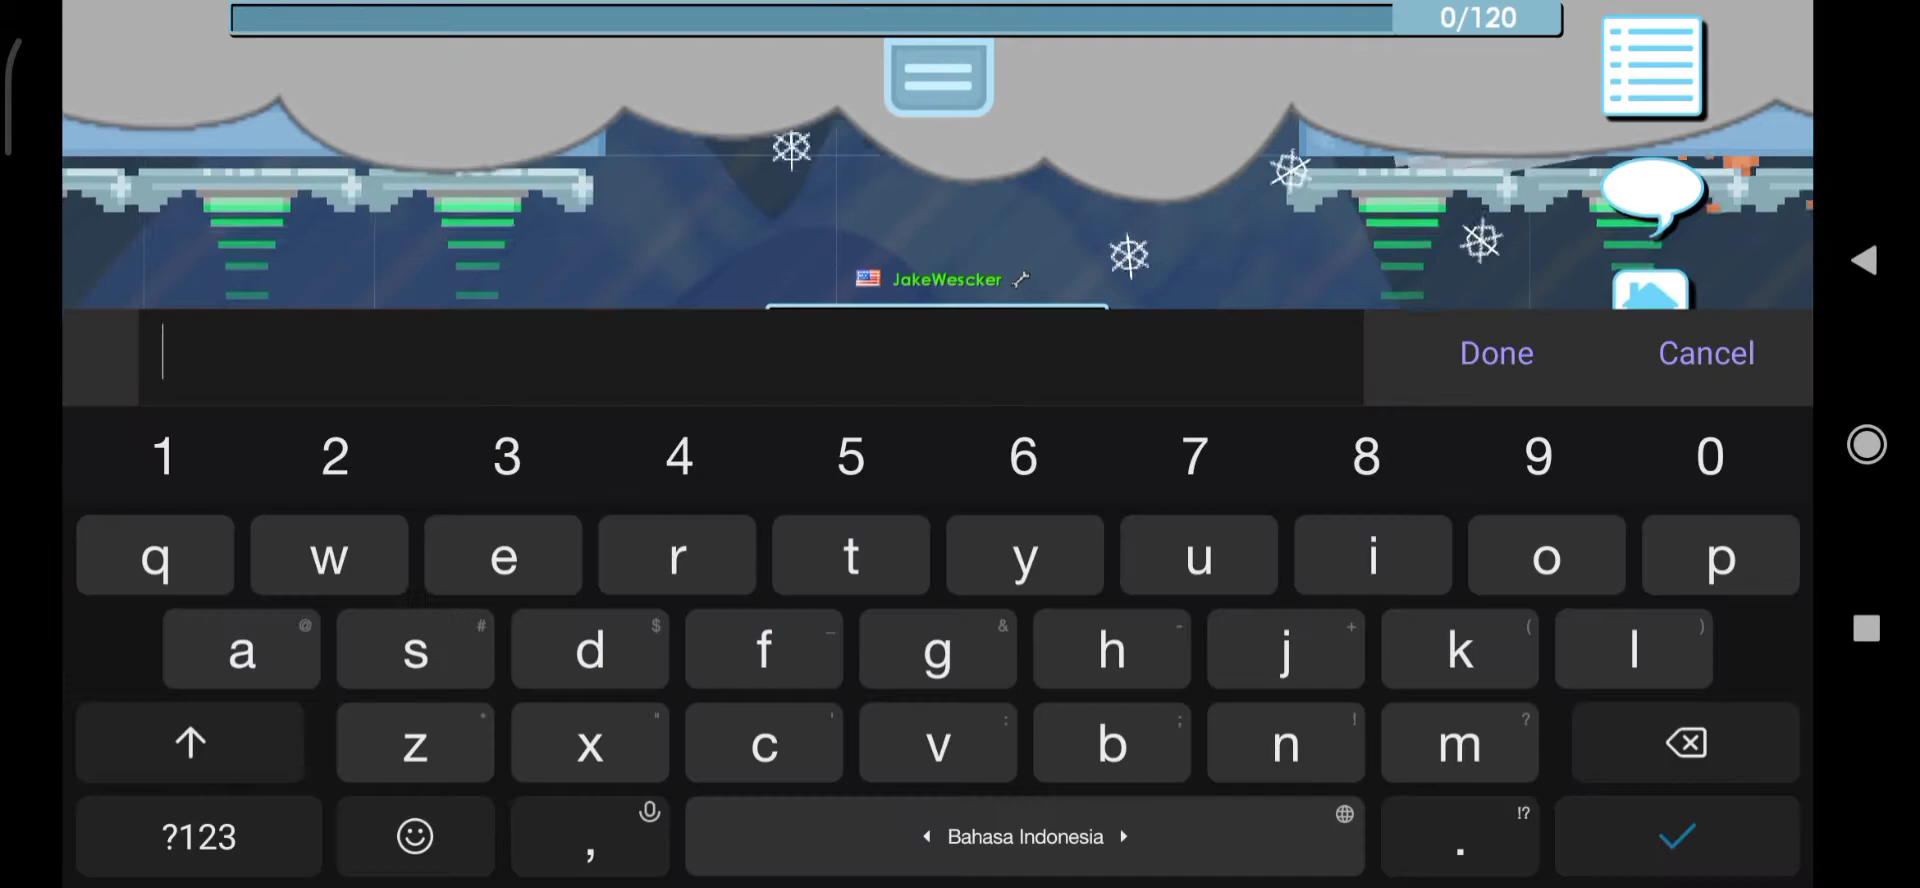 0/120
JakeWescker
Done Cancel
1 2 3 4 5 6 7 8 9 0
q w e r t y u i o p
@ # $ _ & - + ( )
a s d f g h j k l
* " ' : ; ! ?
z x c v b n m
!?
?123 , Bahasa Indonesia .